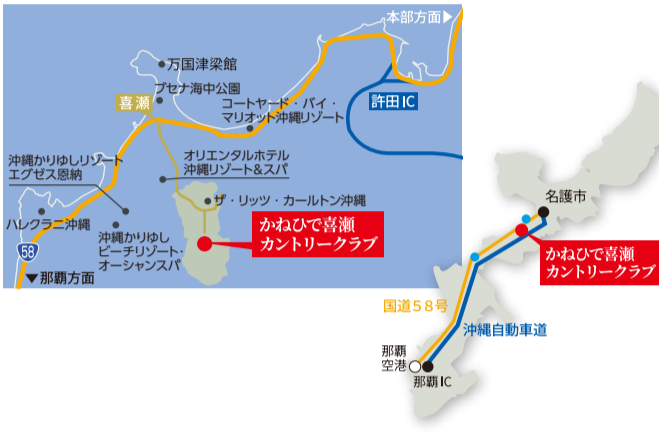 本部方面▶
万国津梁館
ブセナ海中公園
喜瀬
コートヤード・バイ・
マリオット沖縄リゾート
許田IC
沖縄かりゆしリゾート
エグゼス恩納
オリエンタルホテル
沖縄リゾート&スパ
ザ・リッツ・カールトン沖縄
ハレクラニ沖縄
沖縄かりゆし
ビーチリゾート・
オーシャンスパ
かねひで喜瀬
カントリークラブ
58
▼那覇方面
名護市
かねひで喜瀬
カントリークラブ
国道58号
沖縄自動車道
那覇
空港
那覇IC